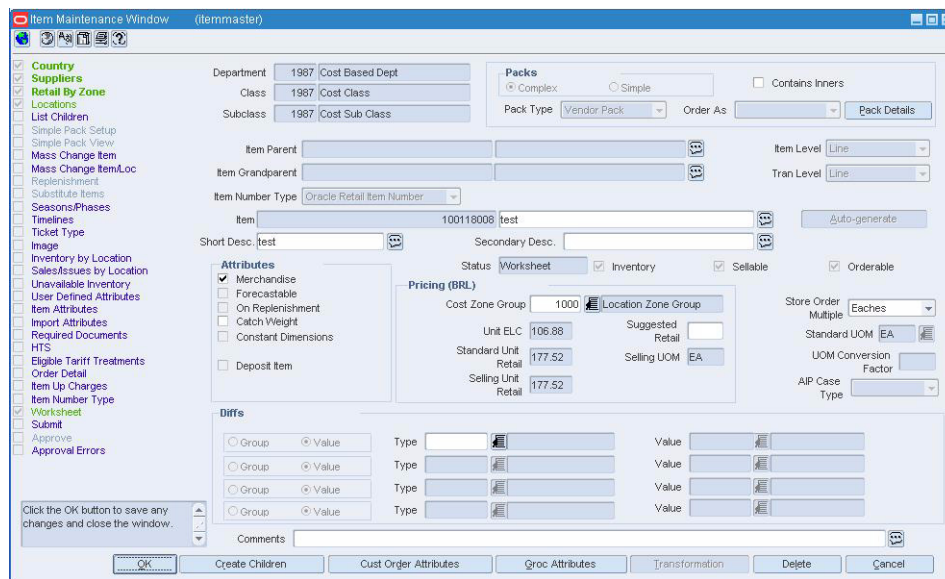 Item Maintenance Window (itemmaster)
Country
Suppliers
Retail By Zone
Locations
List Children
Simple Pack Setup
Simple Pack View
Mass Change Item
Mass Change Item/Loc
Replenishment
Substitute Items
Seasons/Phases
Timelines
Ticket Type
Image
Inventory by Location
Sales/Issues by Location
Unavailable Inventory
User Defined Attributes
Item Attributes
Import Attributes
Required Documents
HTS
Eligible Tariff Treatments
Order Detail
Item Up Charges
Item Number Type
Worksheet
Submit
Approve
Approval Errors
Click the OK button to save any
changes and close the window.
Department 1987 Cost Based Dept
Class 1987 Cost Class
Subclass 1987 Cost Sub Class
Packs
Complex Simple
Contains Inners
Pack Type Vendor Pack Order As Pack Details
Item Parent Item Level Line
Item Grandparent Tran Level Line
Item Number Type Oracle Retail Item Number
Item 100118008 test Auto-generate
Short Desc. test Secondary Desc.
Attributes
Merchandise
Forecastable
On Replenishment
Catch Weight
Constant Dimensions
Deposit Item
Status Worksheet Inventory Sellable Orderable
Pricing (BRL)
Cost Zone Group 1000 Location Zone Group
Unit ELC 106.88
Suggested
Retail
Standard Unit
Retail 177.52
Selling UOM EA
Selling Unit
Retail 177.52
Store Order
Multiple Eaches
Standard UOM EA
UOM Conversion
Factor
AIP Case
Type
Diffs
Group Value Type Value
Group Value Type Value
Group Value Type Value
Group Value Type Value
Comments
OK Create Children Cust Order Attributes Groc Attributes Transformation Delete Cancel